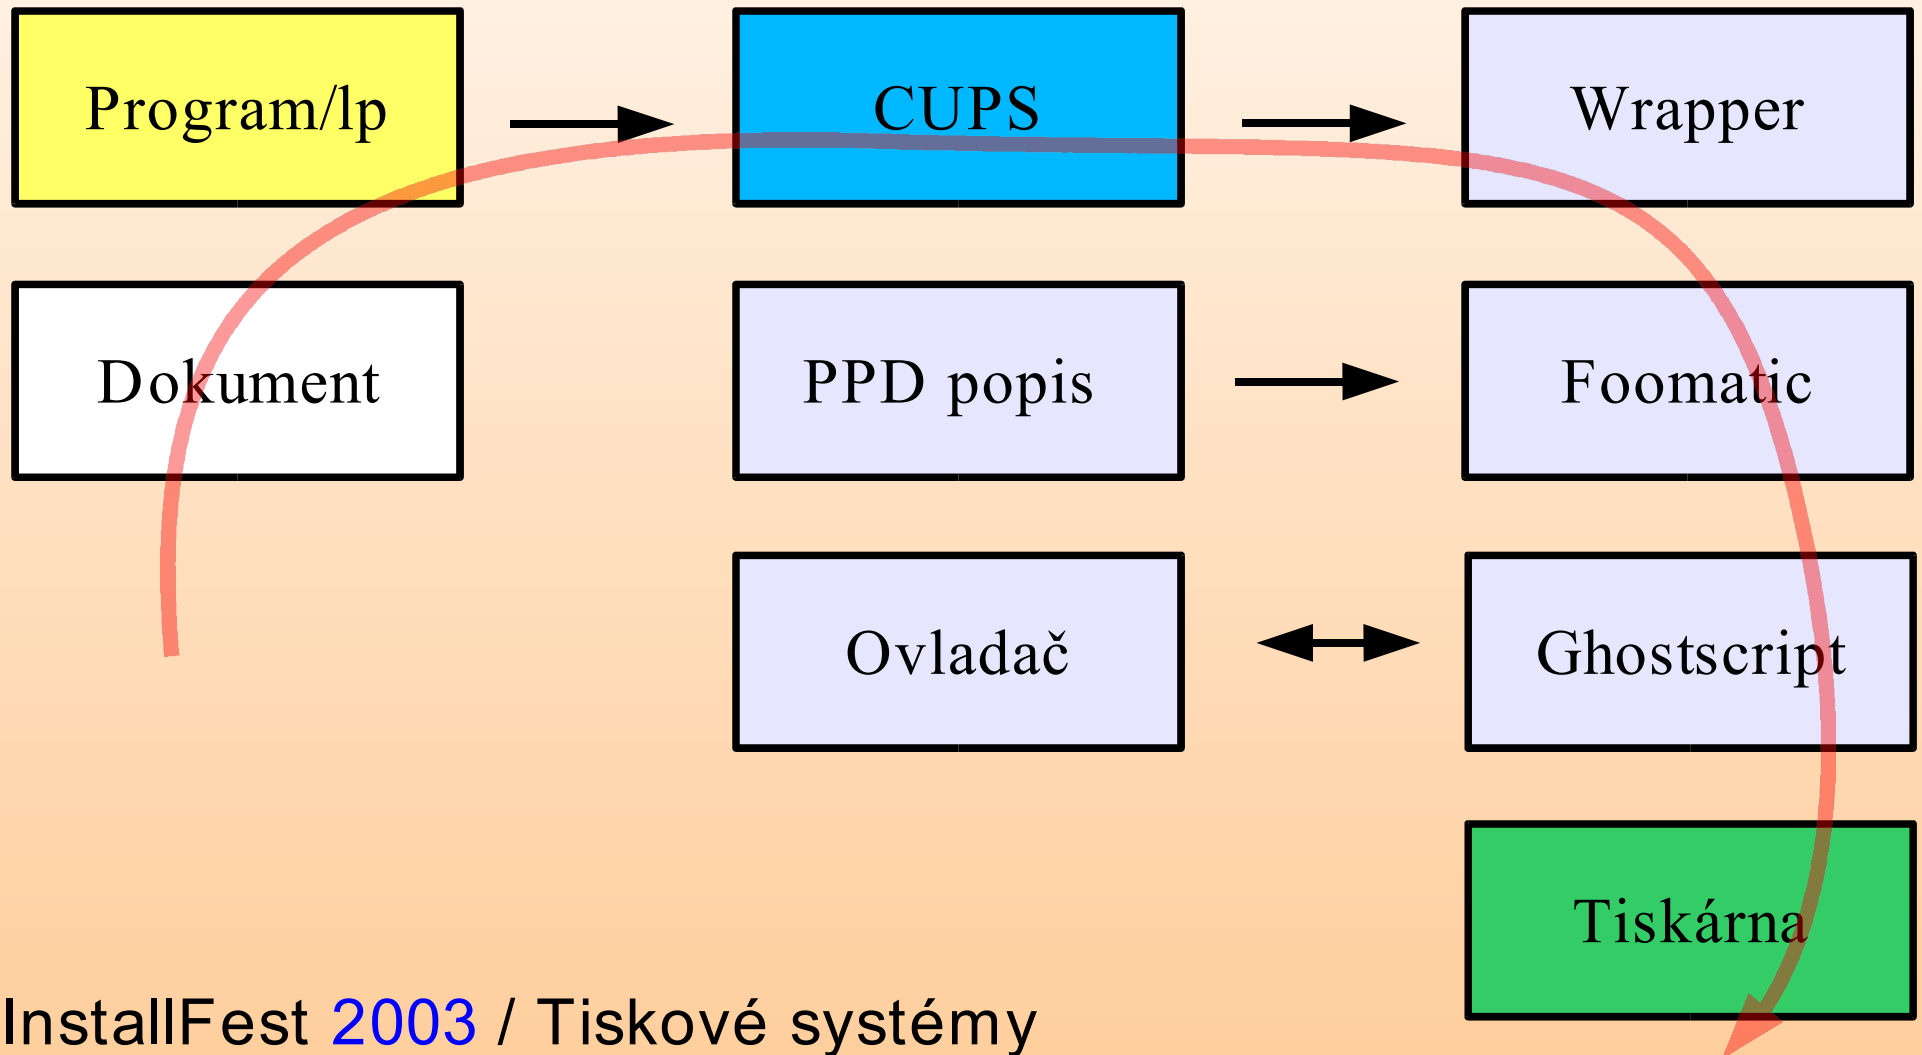 Program/lp
CUPS
Wrapper
Dokument
PPD popis
Foomatic
Ovladač
Ghostscript
Tiskárna
InstallFest 2003 / Tiskové systémy